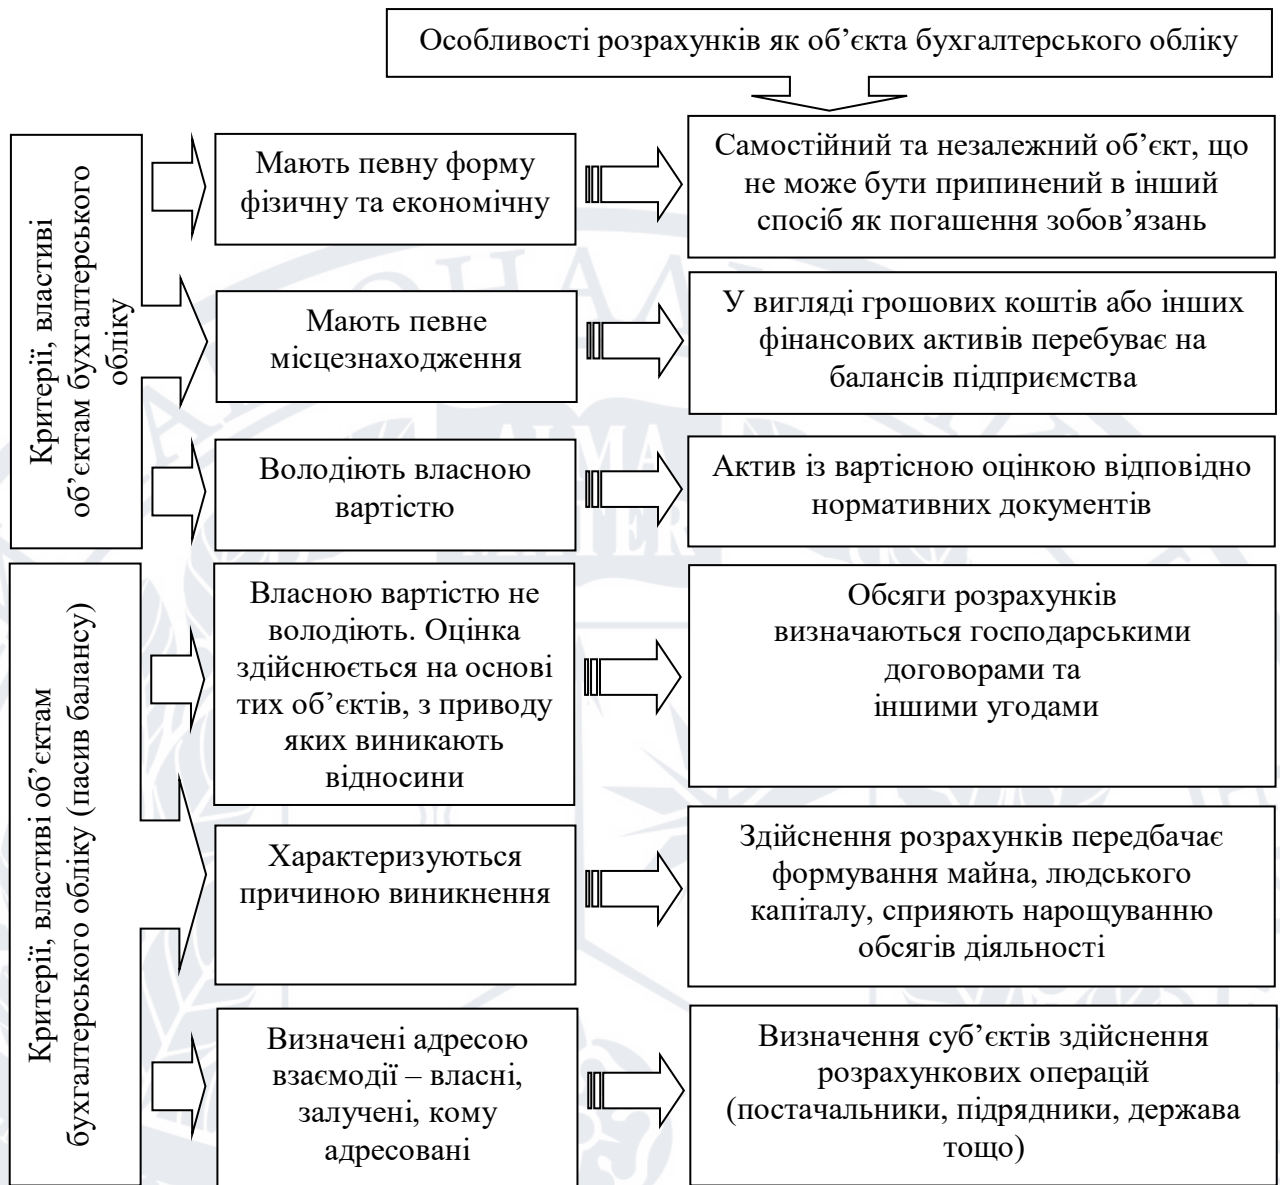 Особливості розрахунків як об’єкта бухгалтерського обліку
Критерії, властиві
об’єктам бухгалтерського
обліку
Мають певну форму
фізичну та економічну
Самостійний та незалежний об’єкт, що
не може бути припинений в інший
спосіб як погашення зобов’язань
Мають певне
місцезнаходження
У вигляді грошових коштів або інших
фінансових активів перебуває на
балансів підприємства
Володіють власною
вартістю
Актив із вартісною оцінкою відповідно
нормативних документів
Критерії, властиві об’єктам
бухгалтерського обліку (пасив балансу)
Власною вартістю не
володіють. Оцінка
здійснюється на основі
тих об’єктів, з приводу
яких виникають
відносини
Обсяги розрахунків
визначаються господарськими
договорами та
іншими угодами
Характеризуються
причиною виникнення
Здійснення розрахунків передбачає
формування майна, людського
капіталу, сприяють нарощуванню
обсягів діяльності
Визначені адресою
взаємодії – власні,
залучені, кому
адресовані
Визначення суб’єктів здійснення
розрахункових операцій
(постачальники, підрядники, держава
тощо)
ALMA
MATER